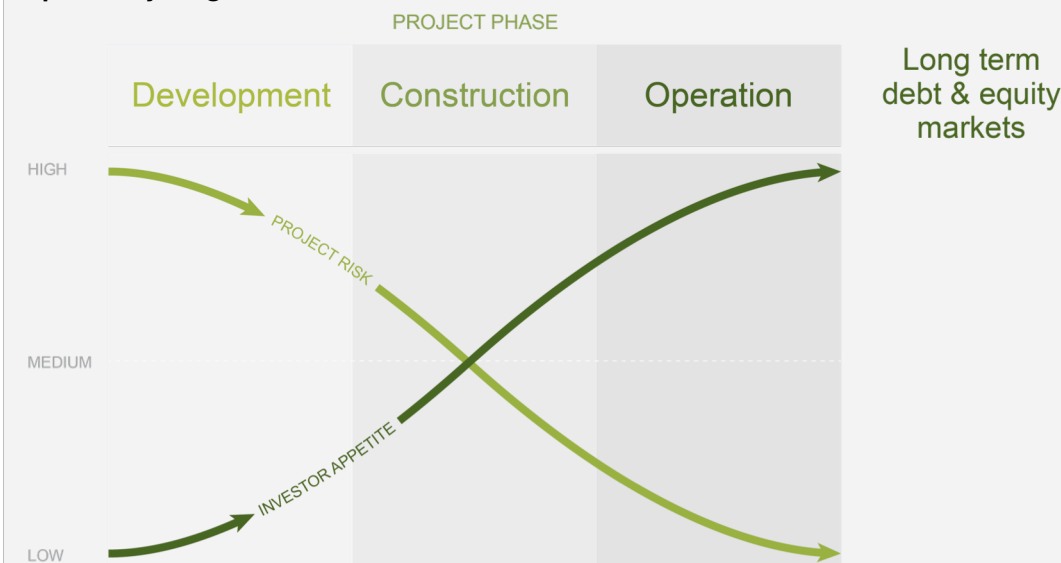 PROJECT PHASE
Development
Construction
Operation
Long term
debt & equity
markets
HIGH
PROJECT RISK
MEDIUM
INVESTOR APPETITE
LOW